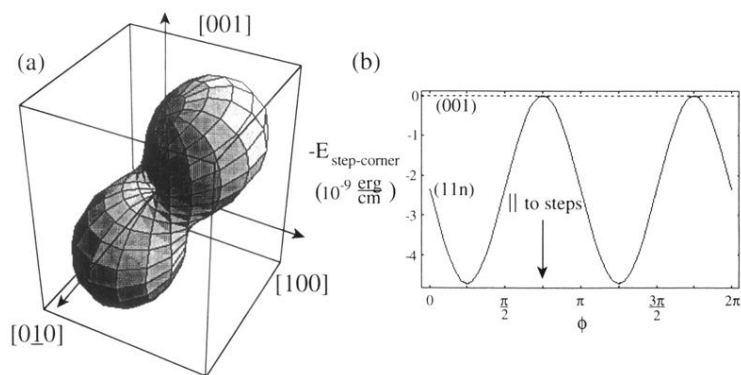 (a)
[001]
[100]
[010]
(b)
-E step-corner
(10⁻⁹ erg/cm)
0
-1
-2
-3
-4
(001)
(11n)
|| to steps
0
π/2
π
3π/2
2π
ϕ